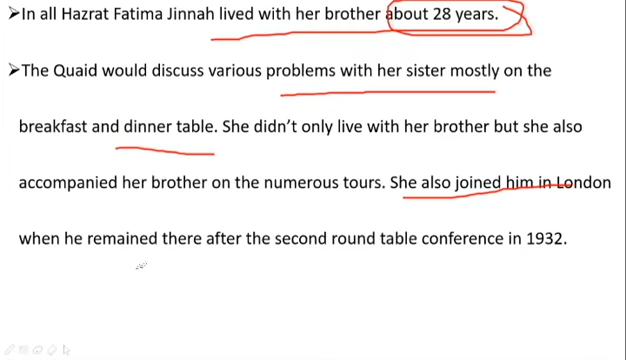 ➢In all Hazrat Fatima Jinnah lived with her brother about 28 years.
➢The Quaid would discuss various problems with her sister mostly on the
breakfast and dinner table. She didn't only live with her brother but she also
accompanied her brother on the numerous tours. She also joined him in London
when he remained there after the second round table conference in 1932.